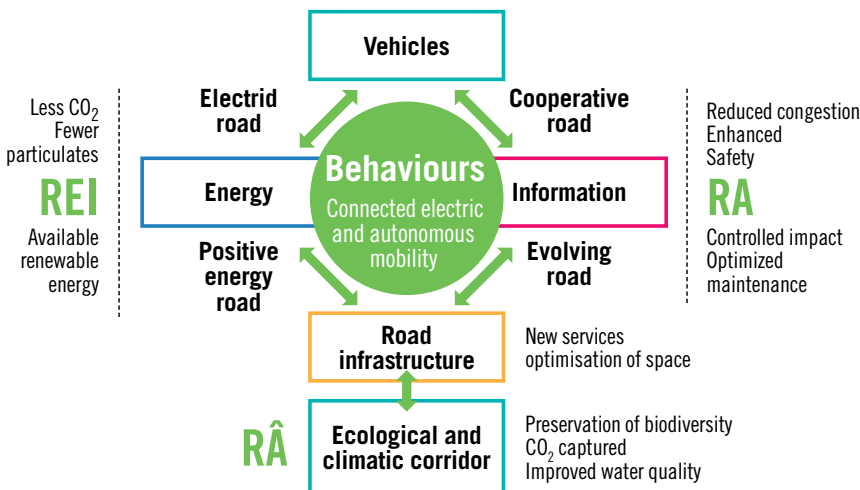 Vehicles
Less CO₂
Fewer
particulates
REI
Available
renewable
energy
Electrid
road
Cooperative
road
Reduced congestion
Enhanced
Safety
RA
Controlled impact
Optimized
maintenance
Energy
Behaviours
Connected electric
and autonomous
mobility
Information
Positive
energy
road
Evolving
road
Road
infrastructure
New services
optimisation of space
RÂ
Ecological and
climatic corridor
Preservation of biodiversity
CO₂ captured
Improved water quality